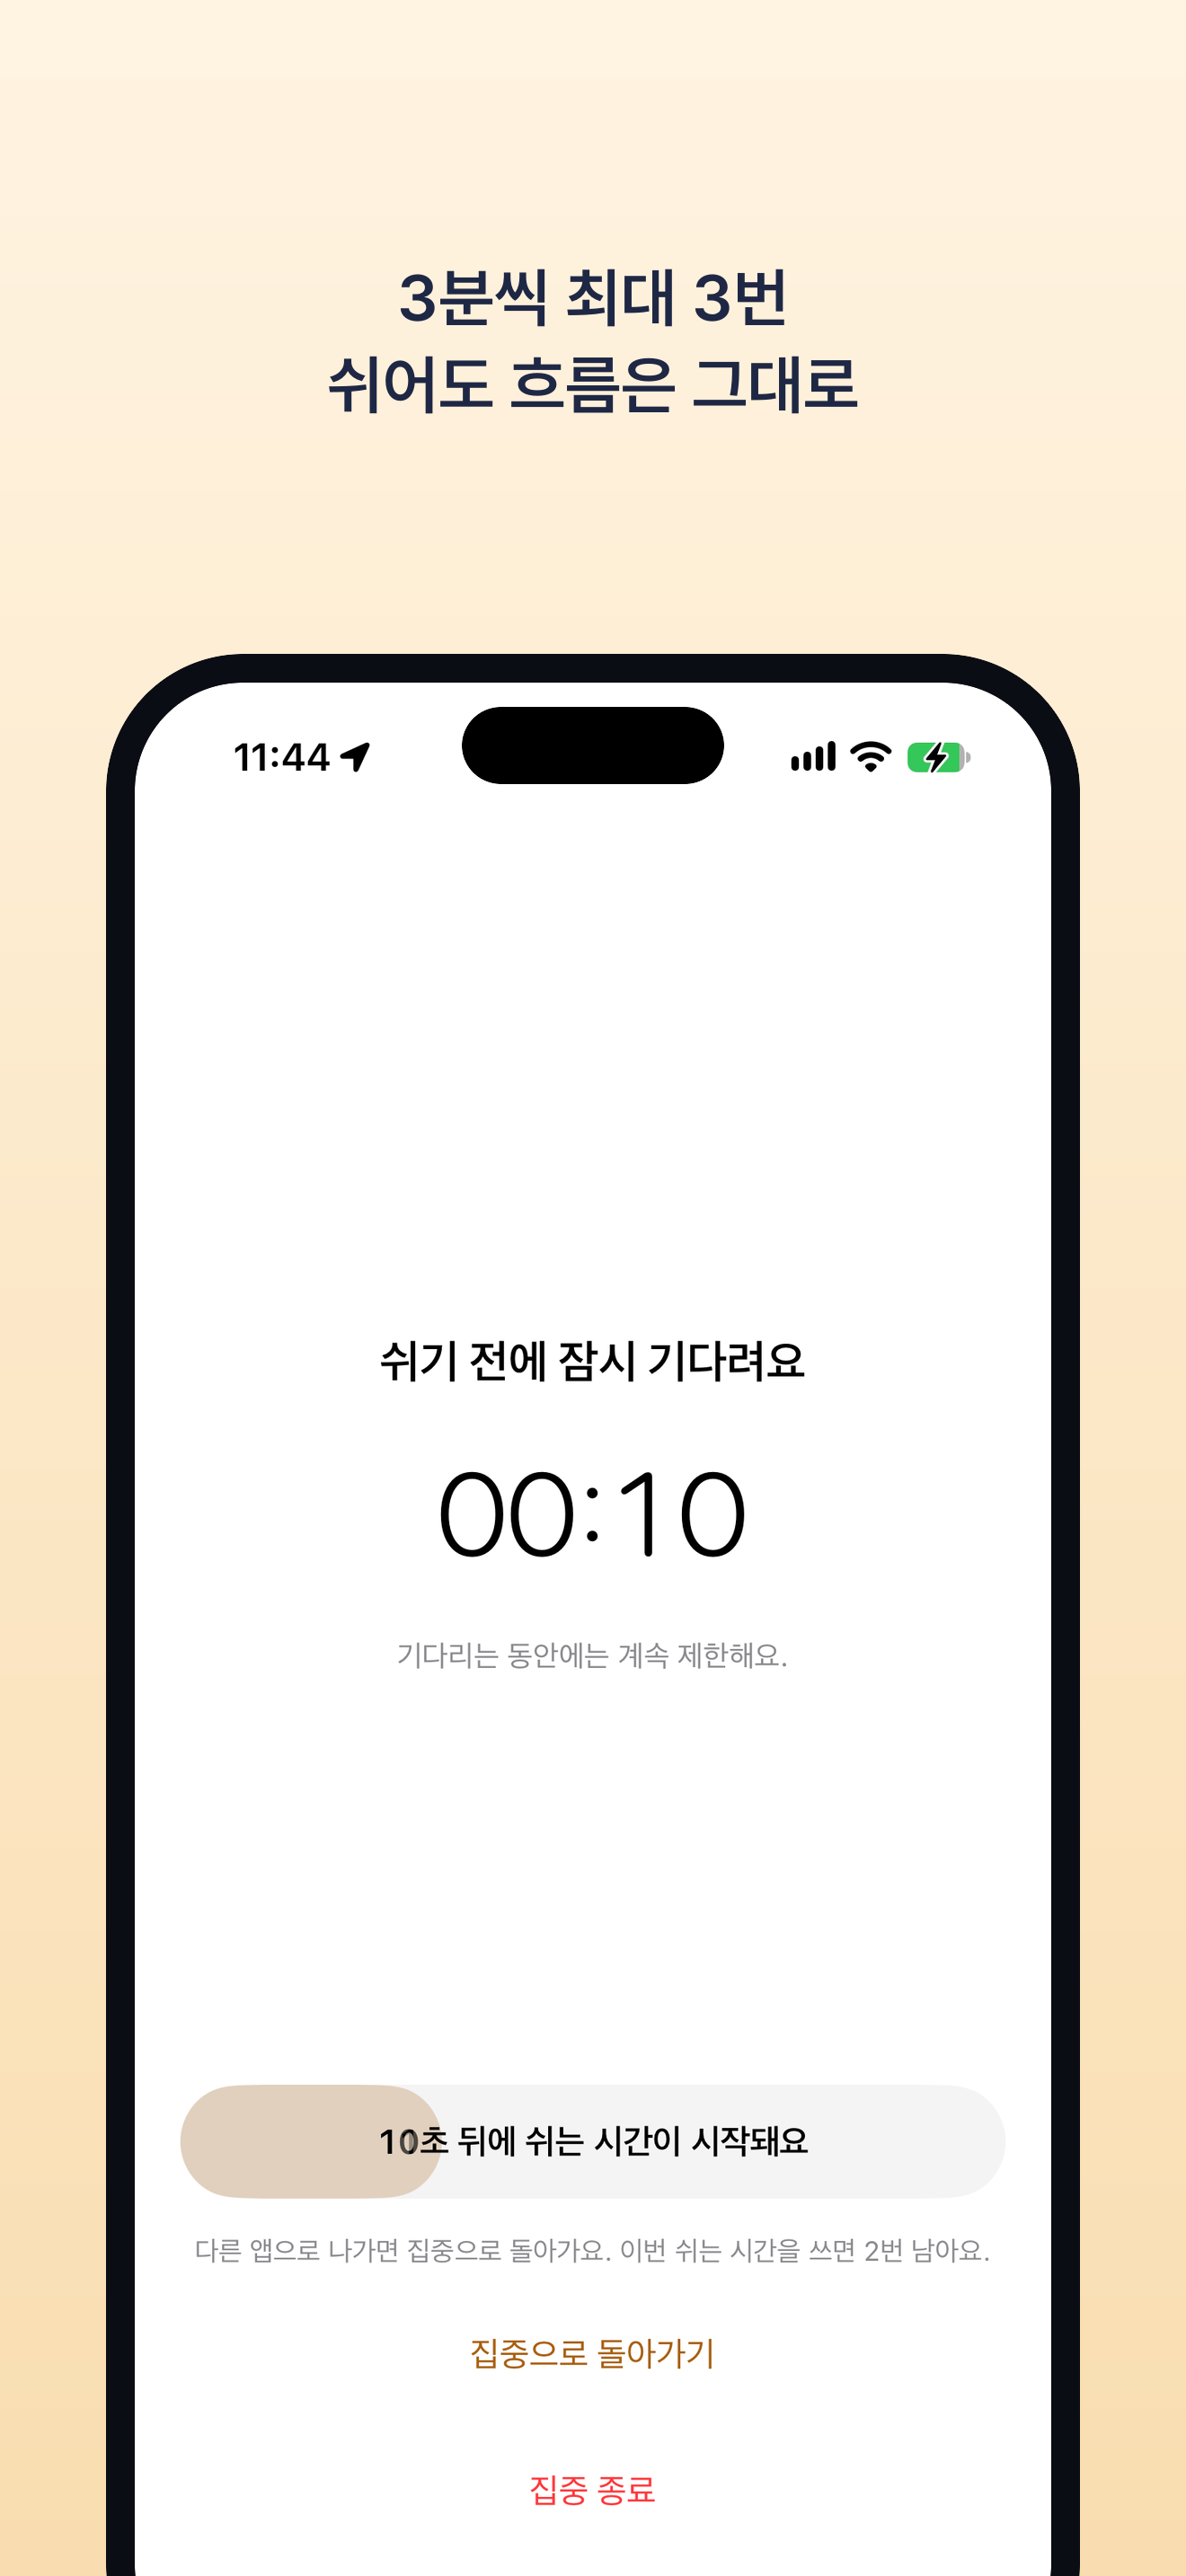 3분씩 최대 3번
쉬어도 흐름은 그대로
11:44
쉬기 전에 잠시 기다려요
00:10
기다리는 동안에는 계속 제한해요.
10초 뒤에 쉬는 시간이 시작돼요
다른 앱으로 나가면 집중으로 돌아가요. 이번 쉬는 시간을 쓰면 2번 남아요.
집중으로 돌아가기
집중 종료